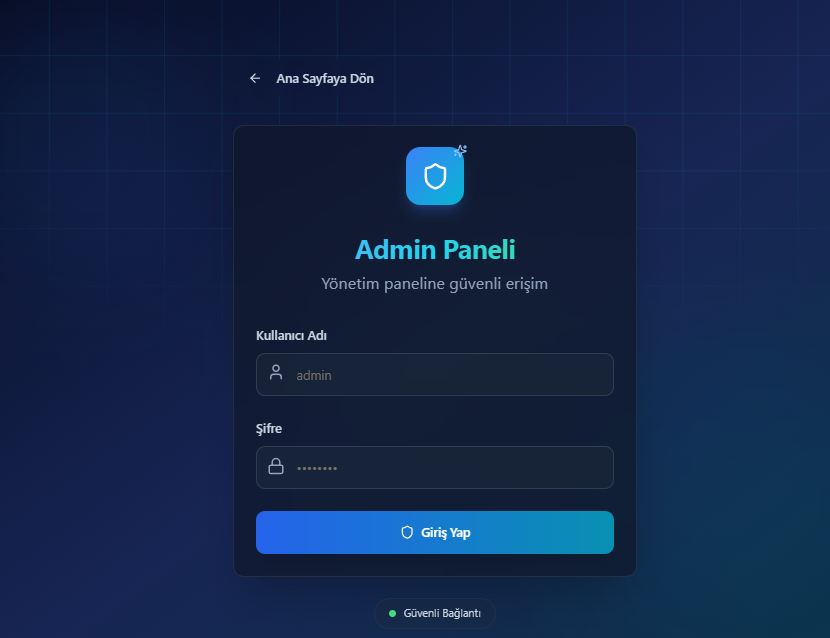 Ana Sayfaya Dön
Admin Paneli
Yönetim paneline güvenli erişim
Kullanıcı Adı
admin
Şifre
••••••••
Giriş Yap
Güvenli Bağlantı